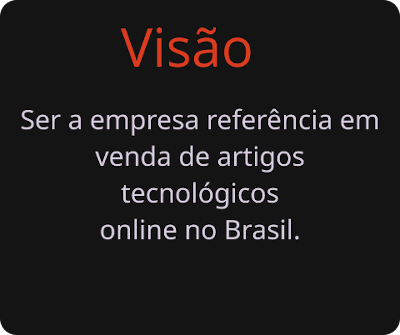 Visão
Ser a empresa referência em
venda de artigos
tecnológicos
online no Brasil.